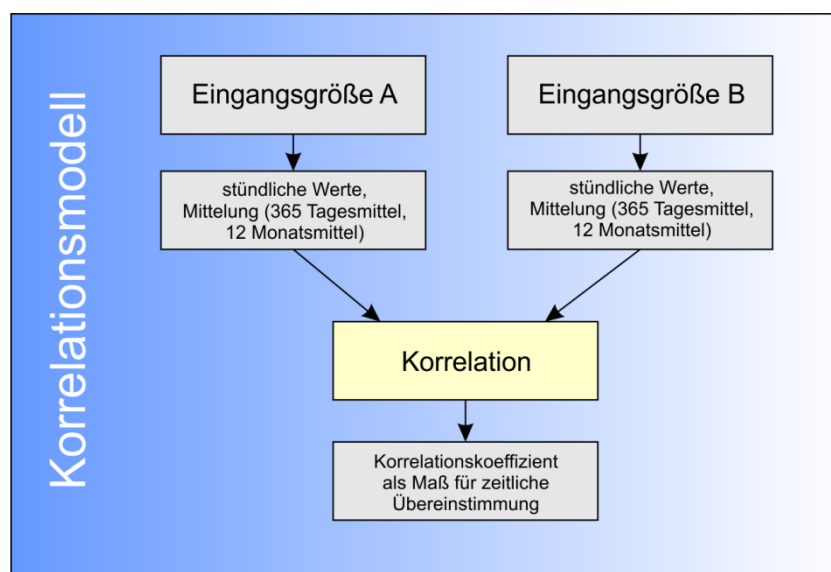 Korrelationsmodell
Eingangsgröße A
Eingangsgröße B
stündliche Werte,
Mittelung (365 Tagesmittel,
12 Monatsmittel)
stündliche Werte,
Mittelung (365 Tagesmittel,
12 Monatsmittel)
Korrelation
Korrelationskoeffizient
als Maß für zeitliche
Übereinstimmung